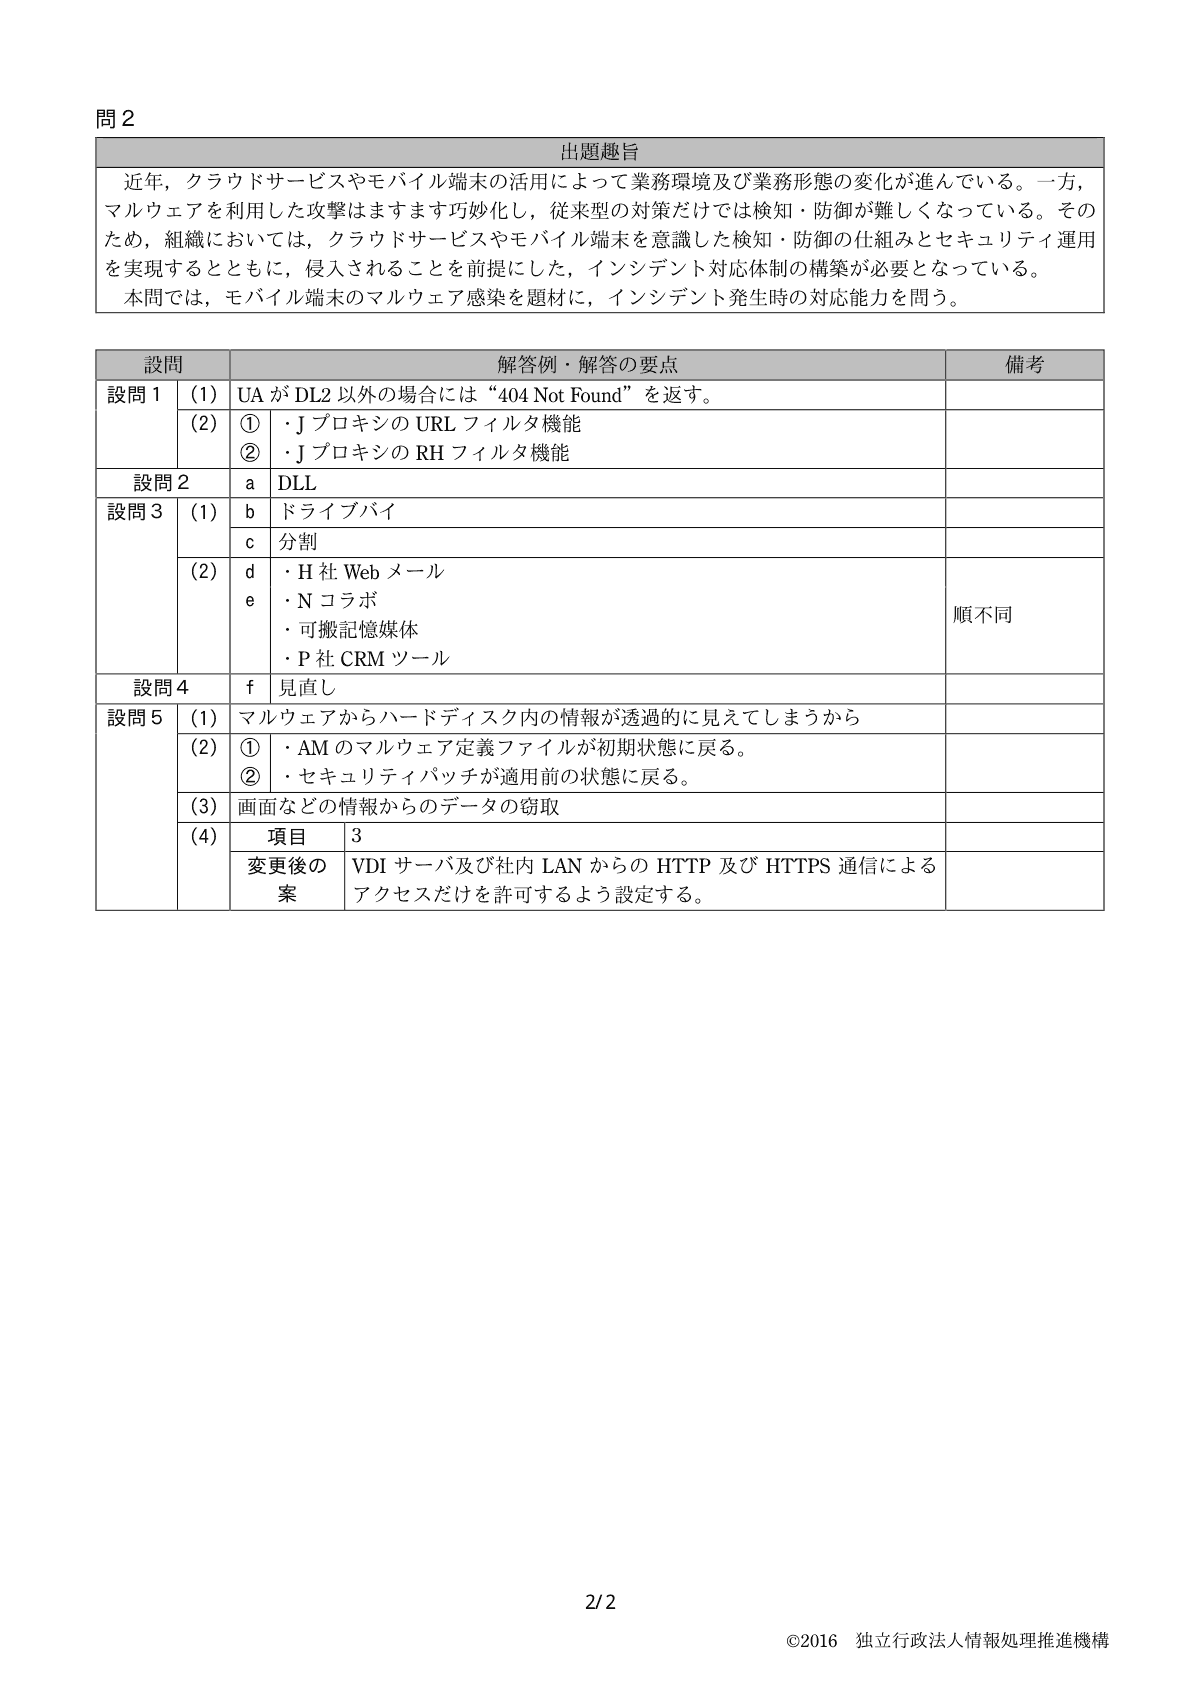 問２
出題趣旨
近年，クラウドサービスやモバイル端末の活用によって業務環境及び業務形態の変化が進んでいる。一方，
マルウェアを利用した攻撃はますます巧妙化し，従来型の対策だけでは検知・防御が難しくなっている。その
ため，組織においては，クラウドサービスやモバイル端末を意識した検知・防御の仕組みとセキュリティ運用
を実現するとともに，侵入されることを前提にした，インシデント対応体制の構築が必要となっている。
本問では，モバイル端末のマルウェア感染を題材に，インシデント発生時の対応能力を問う。
設問 解答例・解答の要点 備考
設問１ (1) UA が DL2 以外の場合には“404 Not Found”を返す。
(2) ① ・J プロキシの URL フィルタ機能
② ・J プロキシの RH フィルタ機能
設問２ a DLL
設問３ (1) b ドライブバイ
c 分割
(2) d ・H 社 Web メール
e ・N コラボ
順不同
・可搬記憶媒体
・P 社 CRM ツール
設問４ f 見直し
設問５ (1) マルウェアからハードディスク内の情報が透過的に見えてしまうから
(2) ① ・AM のマルウェア定義ファイルが初期状態に戻る。
② ・セキュリティパッチが適用前の状態に戻る。
(3) 画面などの情報からのデータの窃取
(4) 項目 3
変更後の VDI サーバ及び社内 LAN からの HTTP 及び HTTPS 通信による
案 アクセスだけを許可するよう設定する。
2/2
©2016　独立行政法人情報処理推進機構